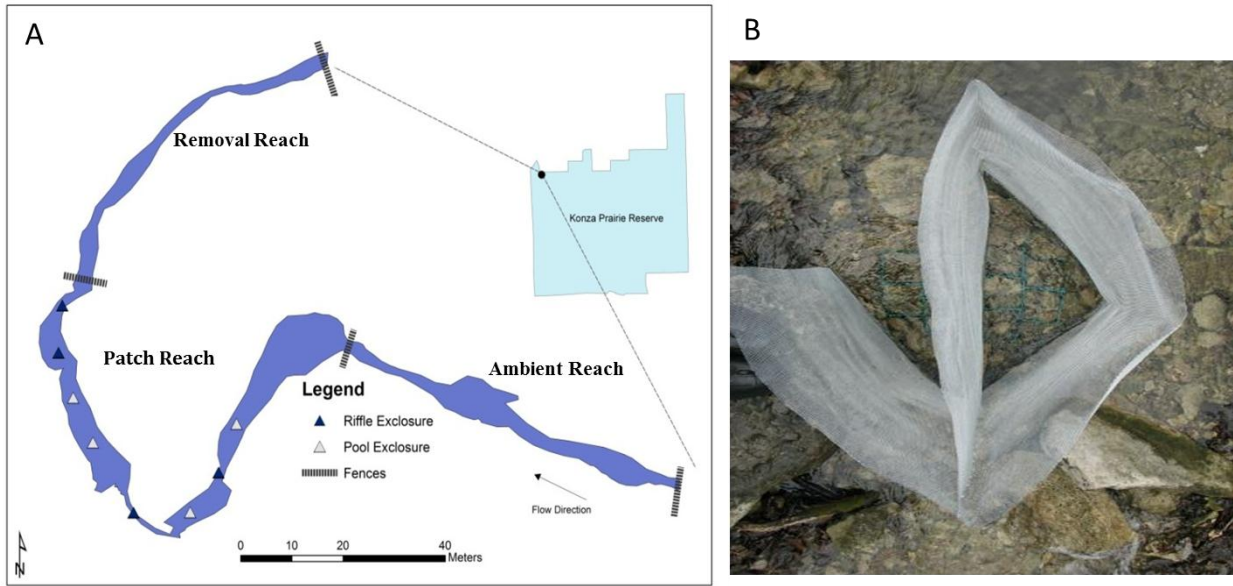 A
B
Removal Reach
Konza Prairie Reserve
Patch Reach
Ambient Reach
Legend
Riffle Exclosure
Pool Exclosure
Fences
Flow Direction
0 10 20 40
Meters
N